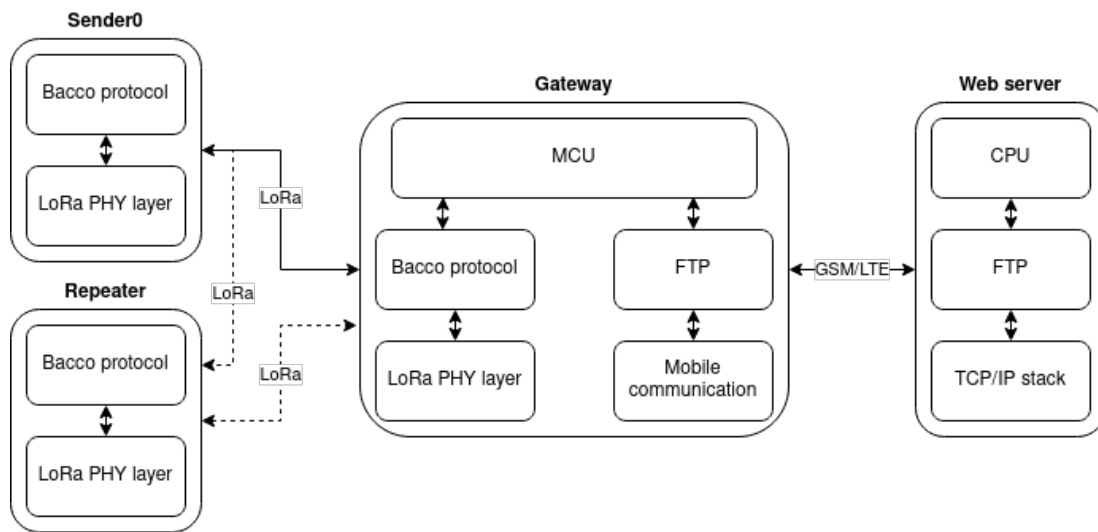 Sender0
Bacco protocol
LoRa PHY layer
LoRa
LoRa
Repeater
Bacco protocol
LoRa PHY layer
LoRa
Gateway
MCU
Bacco protocol
FTP
LoRa PHY layer
Mobile
communication
GSM/LTE
Web server
CPU
FTP
TCP/IP stack